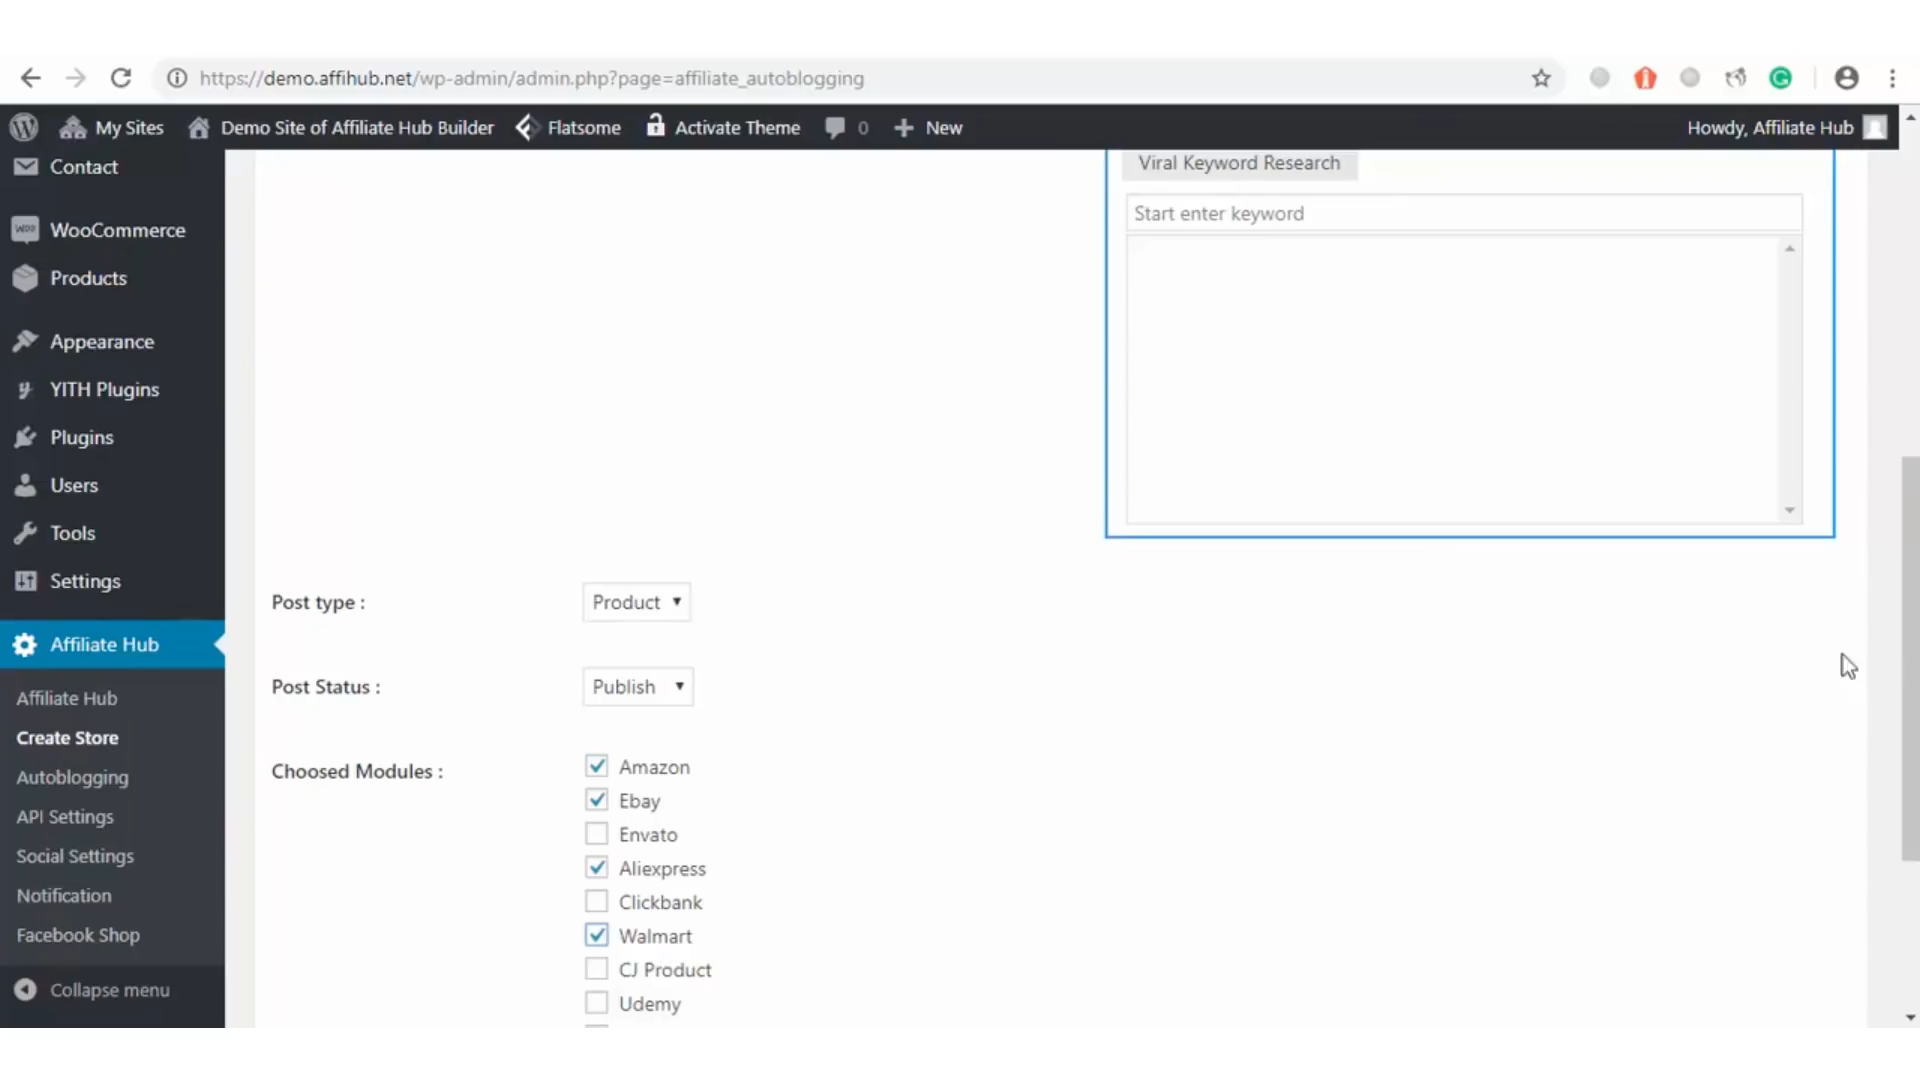 https://demo.affihub.net/wp-admin/admin.php?page=affiliate_autoblogging
My Sites
Demo Site of Affiliate Hub Builder
Flatsome
Activate Theme
0
New
Howdy, Affiliate Hub
Contact
WooCommerce
Products
Appearance
YITH Plugins
Plugins
Users
Tools
Settings
Affiliate Hub
Affiliate Hub
Create Store
Autoblogging
API Settings
Social Settings
Notification
Facebook Shop
Collapse menu
Viral Keyword Research
Start enter keyword
Post type :
Product
Post Status :
Publish
Choosed Modules :
Amazon
Ebay
Envato
Aliexpress
Clickbank
Walmart
CJ Product
Udemy